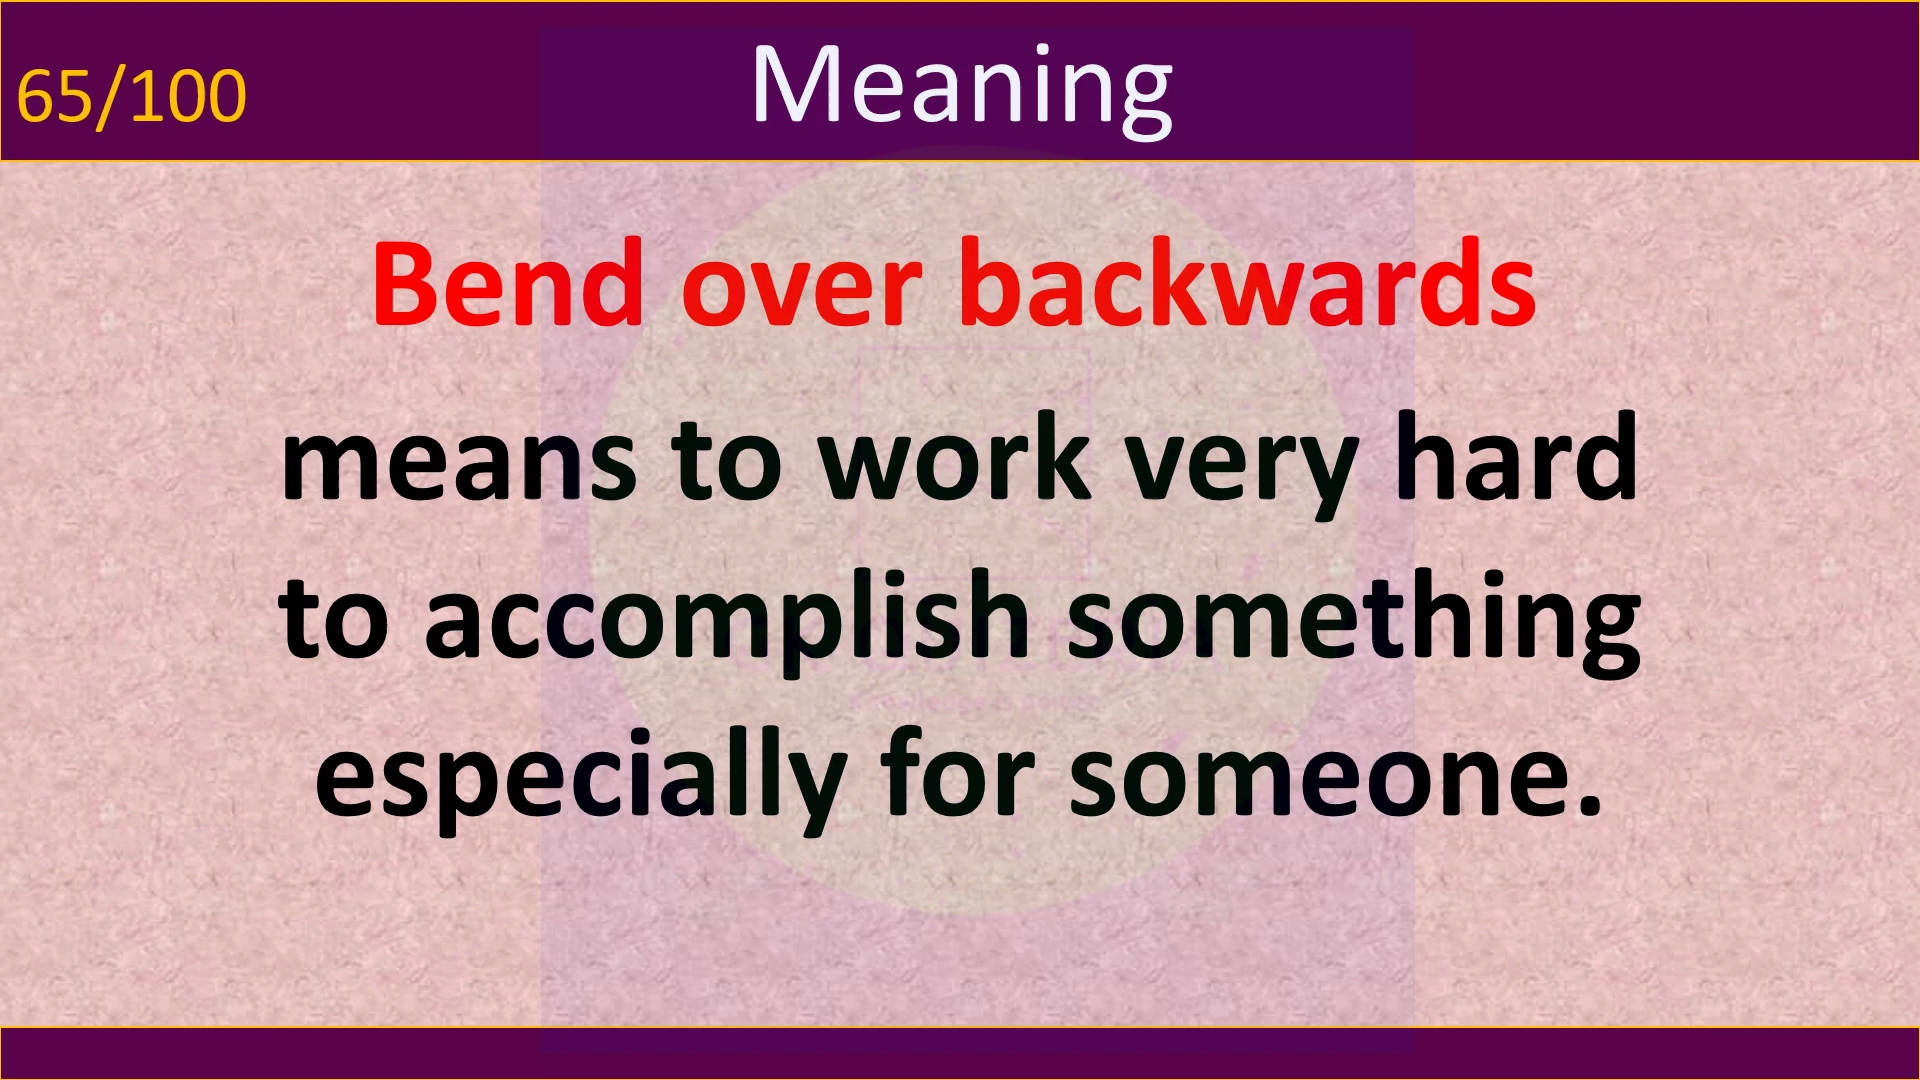 65/100
Meaning
Bend over backwards
means to work very hard
to accomplish something
especially for someone.